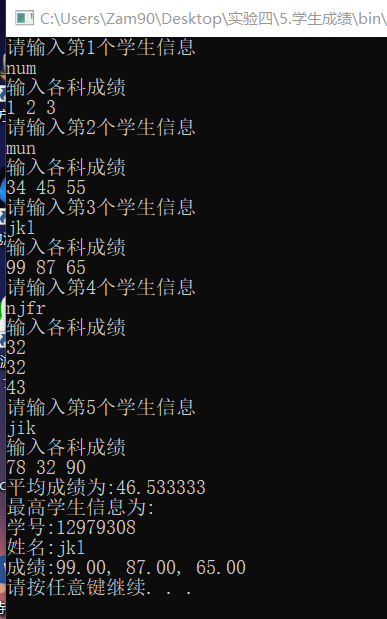 C:\Users\Zam90\Desktop\实验四\5.学生成绩\bin\
请输入第1个学生信息
num
输入各科成绩
1 2 3
请输入第2个学生信息
mun
输入各科成绩
34 45 55
请输入第3个学生信息
jkl
输入各科成绩
99 87 65
请输入第4个学生信息
njfr
输入各科成绩
32
32
43
请输入第5个学生信息
jik
输入各科成绩
78 32 90
平均成绩为:46.533333
最高学生信息为:
学号:12979308
姓名:jkl
成绩:99.00, 87.00, 65.00
请按任意键继续. . .